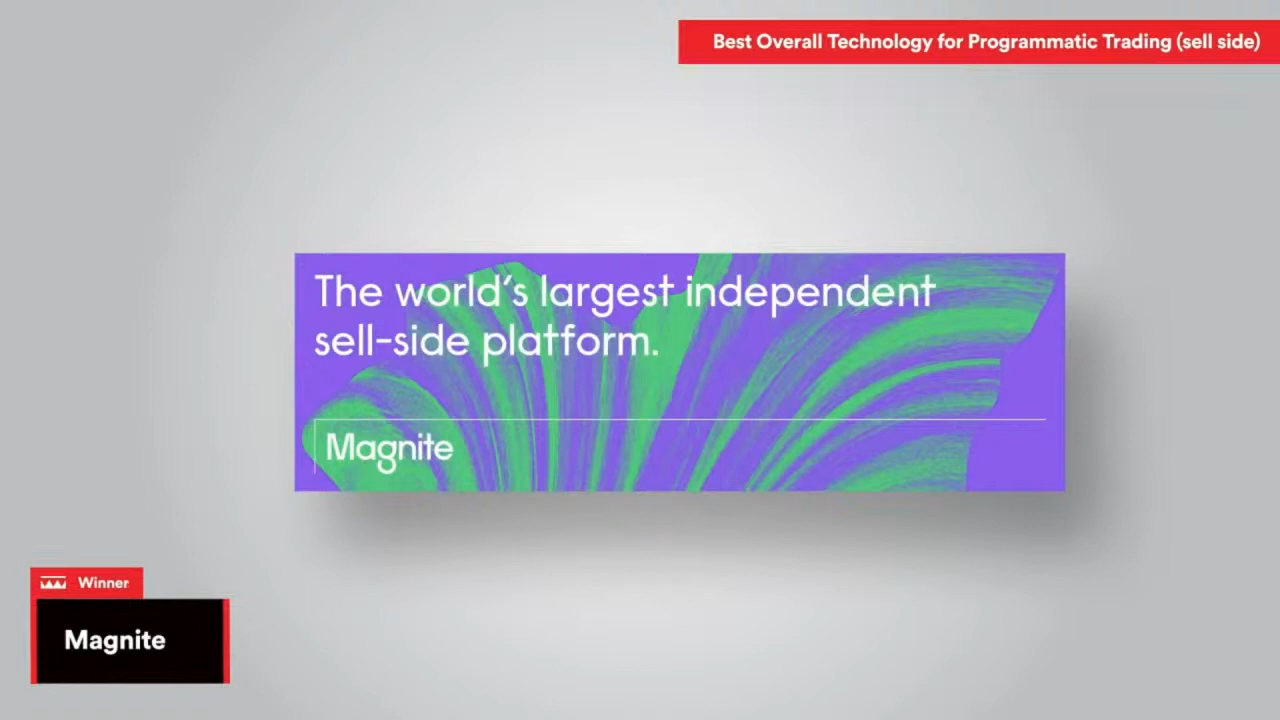 Best Overall Technology for Programmatic Trading (sell side)
The world's largest independent
sell-side platform.
Magnite
Winner
Magnite